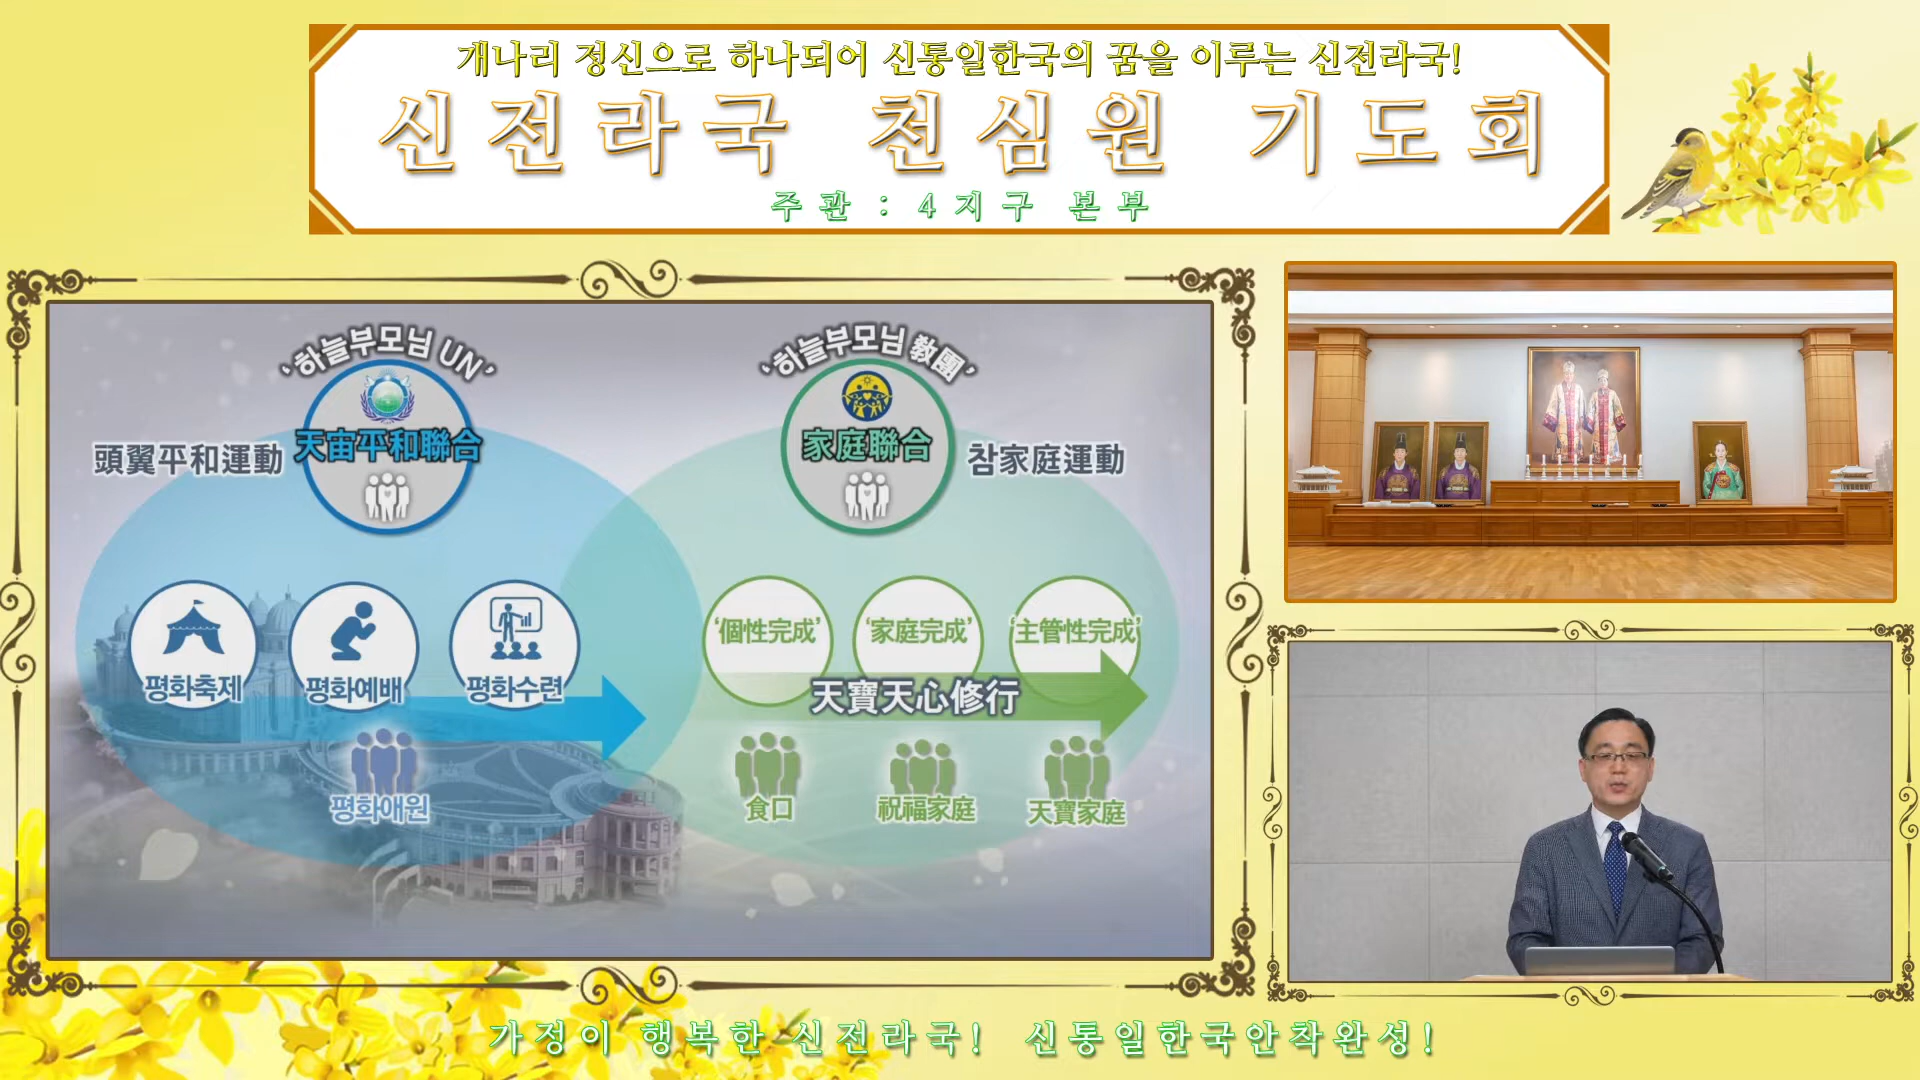 개나리 정신으로 하나되어 신통일한국의 꿈을 이루는 신전라국!
신전라국 천심원 기도회
주관 : 4지구 본부
'하늘부모님 UN'
天宙平和聯合
頭翼平和運動
'하늘부모님 敎團'
家庭聯合
참家庭運動
평화축제
평화예배
평화수련
평화애원
'個性完成'
'家庭完成'
'主管性完成'
天寶天心修行
食口
祝福家庭
天寶家庭
가정이 행복한 신전라국! 신통일한국안착완성!